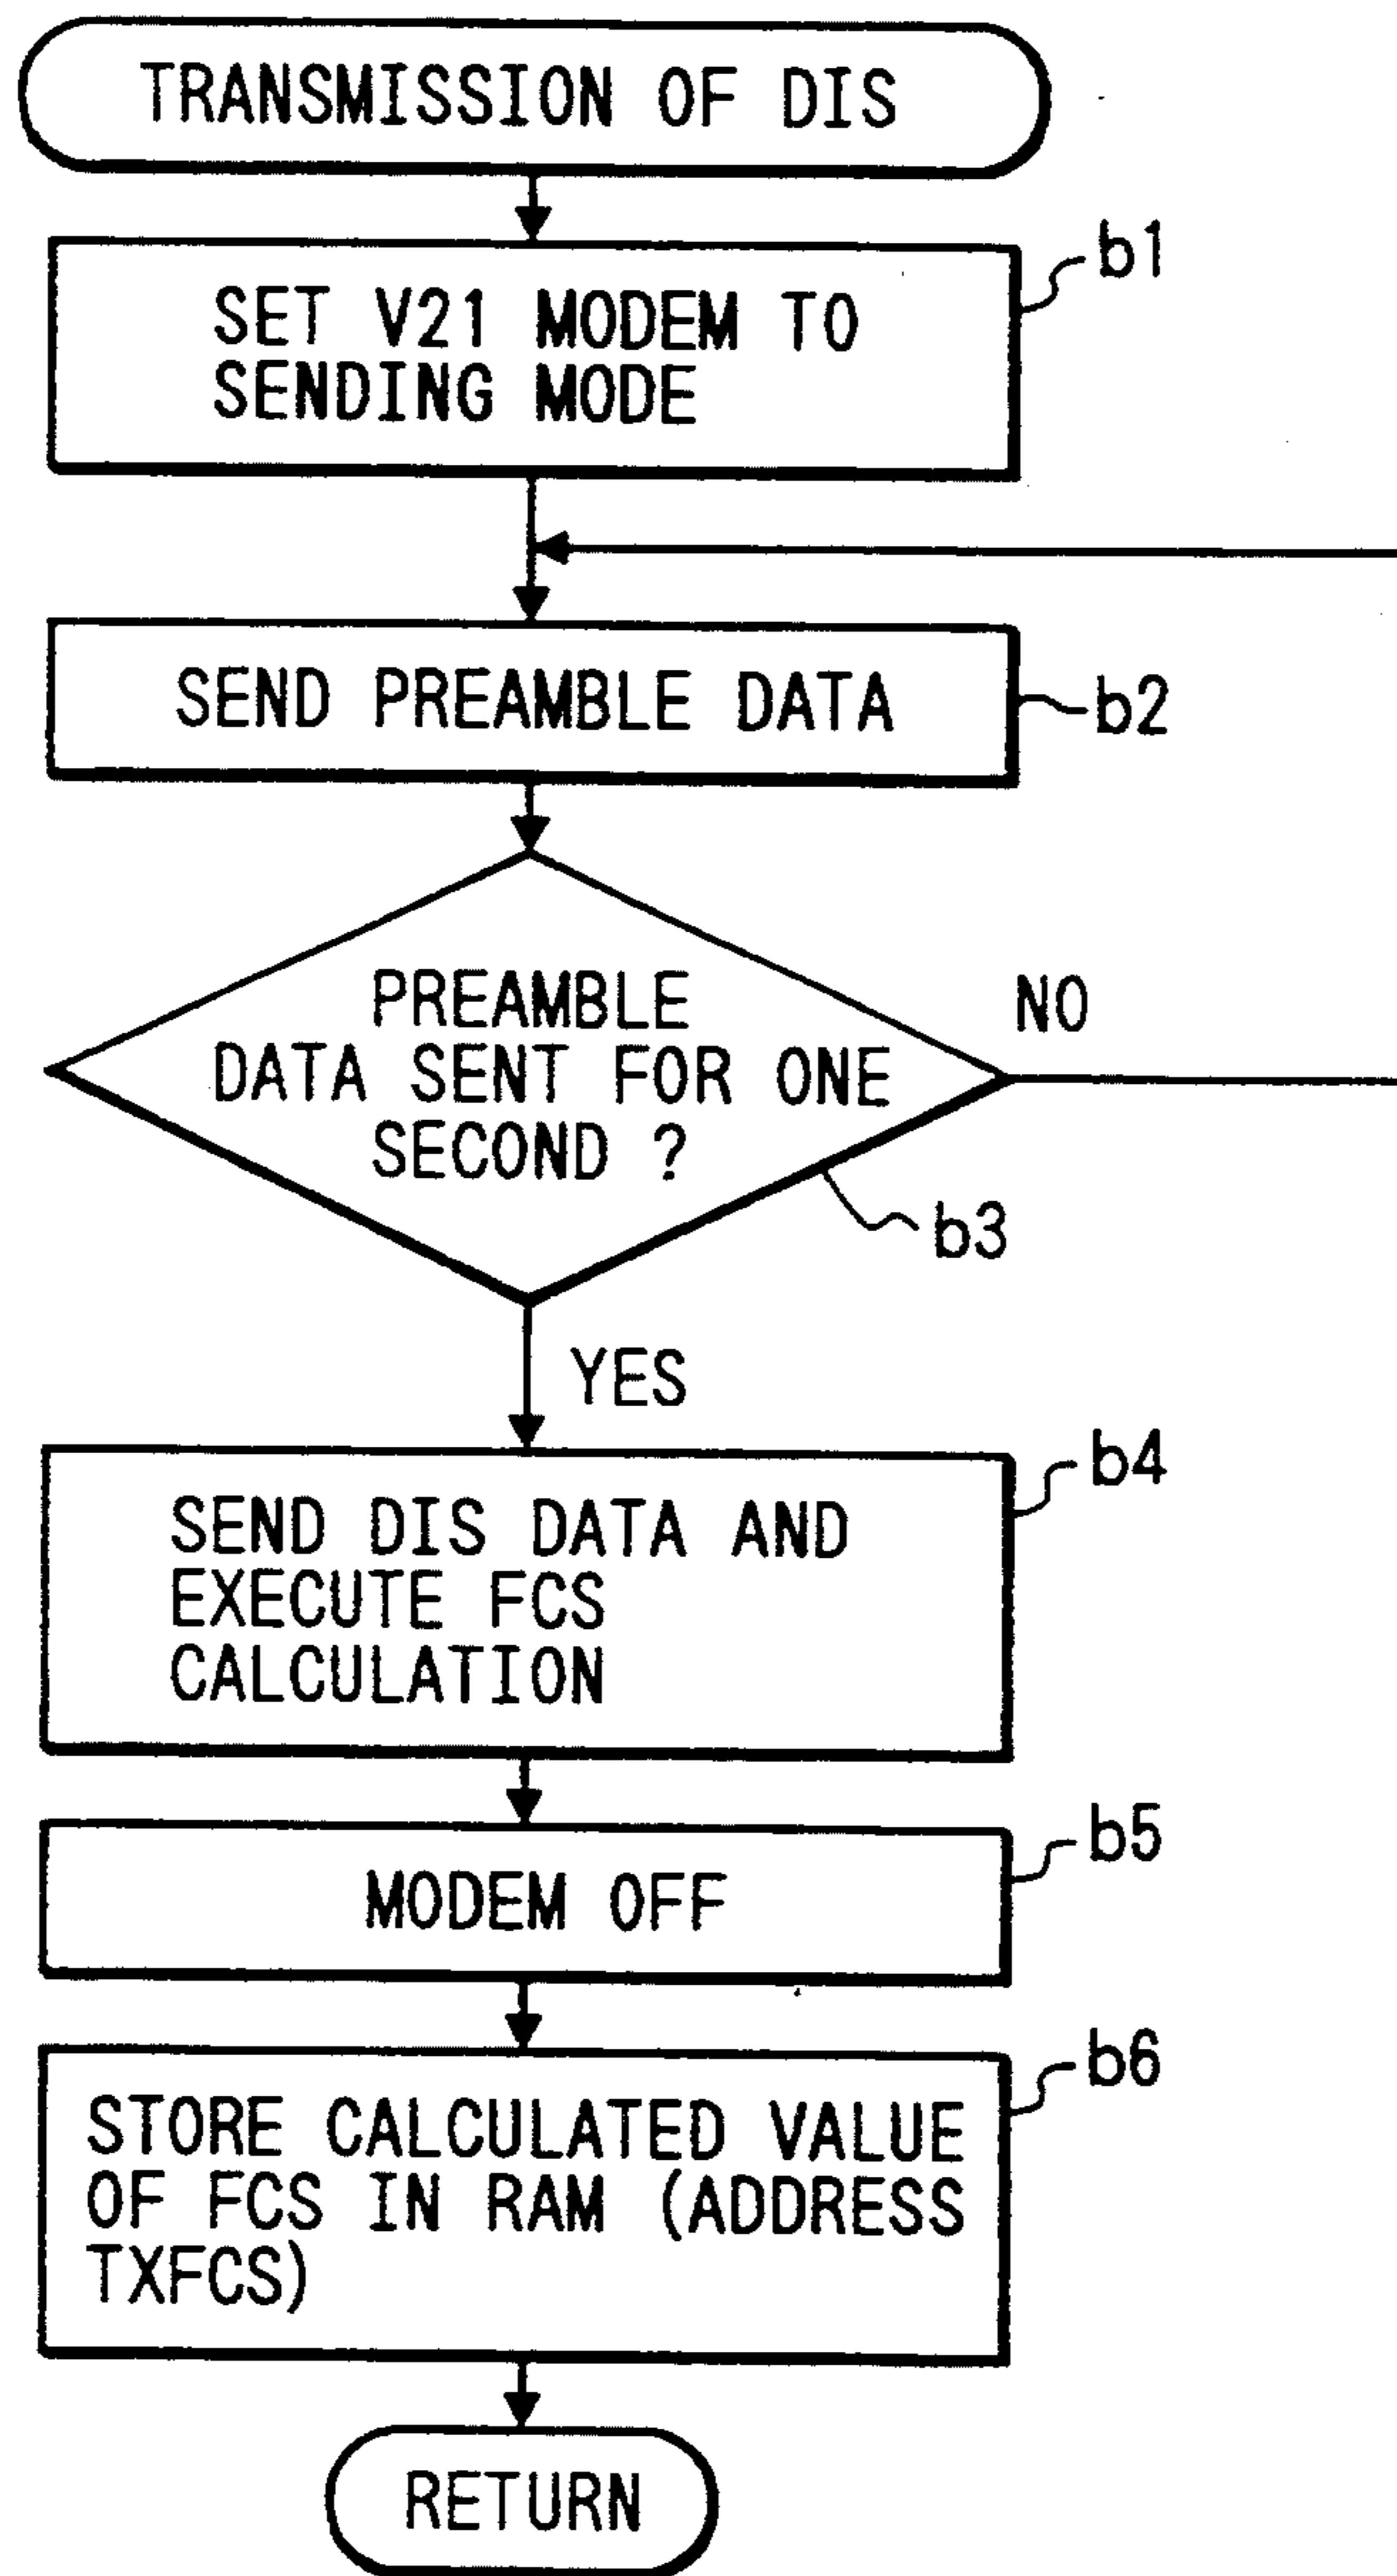 TRANSMISSION OF DIS
b1
SET V21 MODEM TO
SENDING MODE
SEND PREAMBLE DATA
b2
PREAMBLE
DATA SENT FOR ONE
SECOND ?
NO
b3
YES
b4
SEND DIS DATA AND
EXECUTE FCS
CALCULATION
b5
MODEM OFF
b6
STORE CALCULATED VALUE
OF FCS IN RAM (ADDRESS
TXFCS)
RETURN